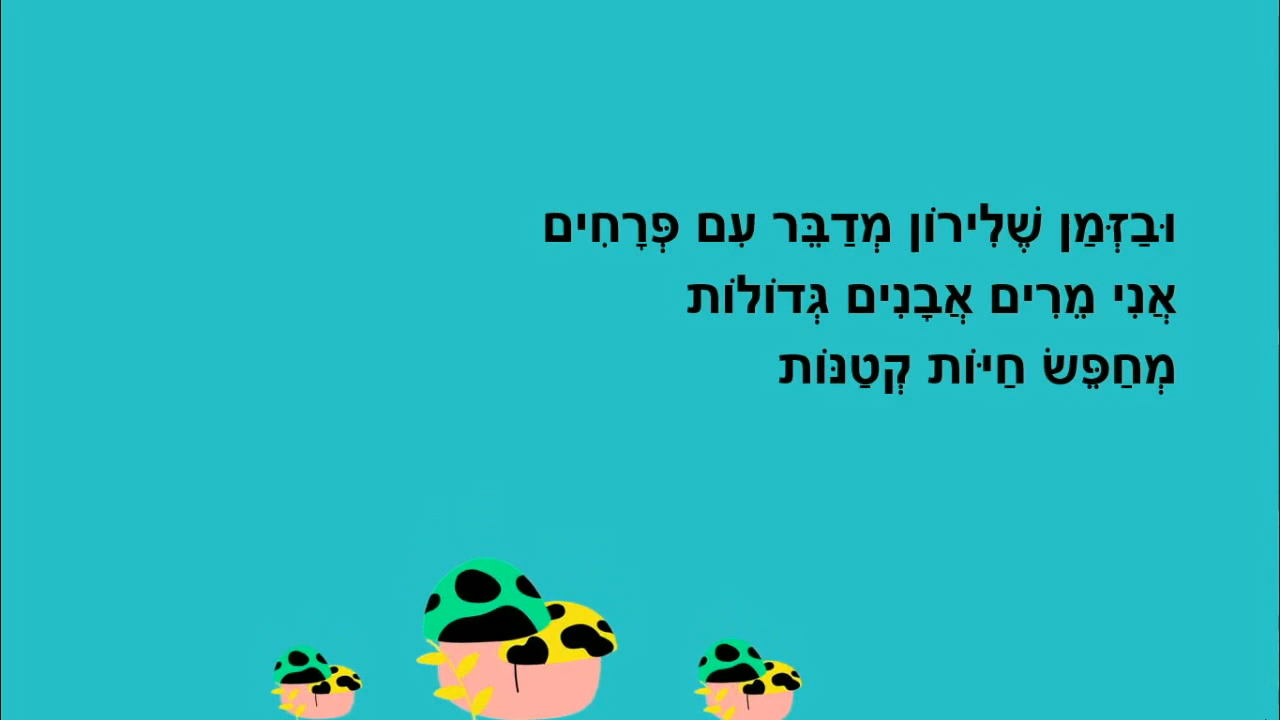 וּבַזְּמַן שֶׁלִּירוֹן מְדַבֵּר עִם פְּרָחִים
אֲנִי מֵרִים אֲבָנִים גְּדוֹלוֹת
מְחַפֵּשׂ חַיּוֹת קְטַנּוֹת